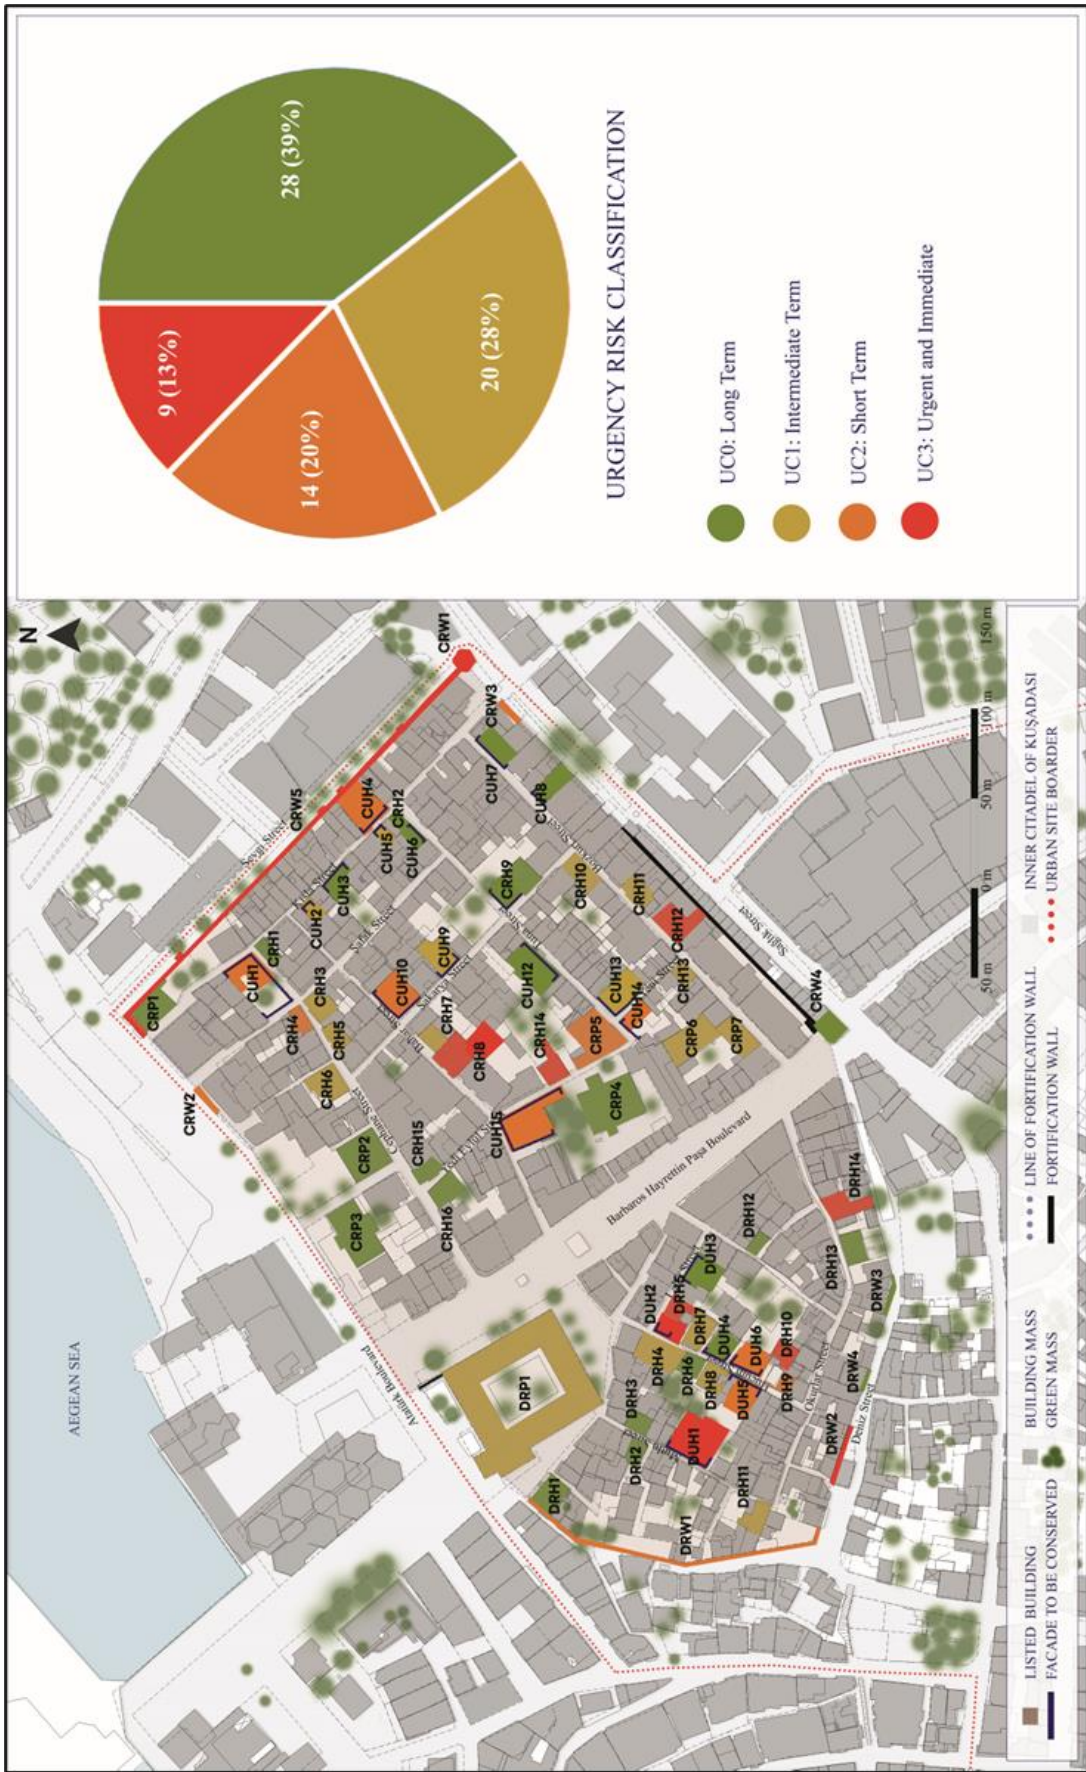 AEGEAN SEA
N
Atatürk Boulevard
Barbaros Hayrettin Paşa Boulevard
Cephane Street
Sakarya Street
Sağlık Street
Deniz Street
CRP1
CRW2
CRW5
CRW1
CUH1
CRH1
CRH4
CRH3
CUH2
CUH3
CUH4
CRH2
CUH5
CUH6
CRW3
CUH7
CUH8
CRH6
CRH5
CUH10
CUH9
CRH7
CRH8
CRH9
CRH10
CRH11
CRH12
CUH12
CUH13
CUH14
CRH13
CRH14
CRP2
CRP3
CRH15
CRH16
CUH15
CRP5
CRP4
CRP6
CRP7
CRW4
DRP1
DRH1
DRH2
DRH3
DRH4
DUH2
DRH5
DUH3
DRH12
DRH6
DRH7
DUH4
DRH8
DUH6
DUH5
DRH10
DRH9
DUH1
DRH11
DRW1
DRH13
DRH14
DRW3
DRW4
DRW2
50 m
0 m
50 m
100 m
150 m
LISTED BUILDING
FACADE TO BE CONSERVED
BUILDING MASS
GREEN MASS
LINE OF FORTIFICATION WALL
FORTIFICATION WALL
INNER CITADEL OF KUŞADASI
URBAN SITE BOARDER
9 (13%)
28 (39%)
14 (20%)
20 (28%)
URGENCY RISK CLASSIFICATION
UC0: Long Term
UC1: Intermediate Term
UC2: Short Term
UC3: Urgent and Immediate